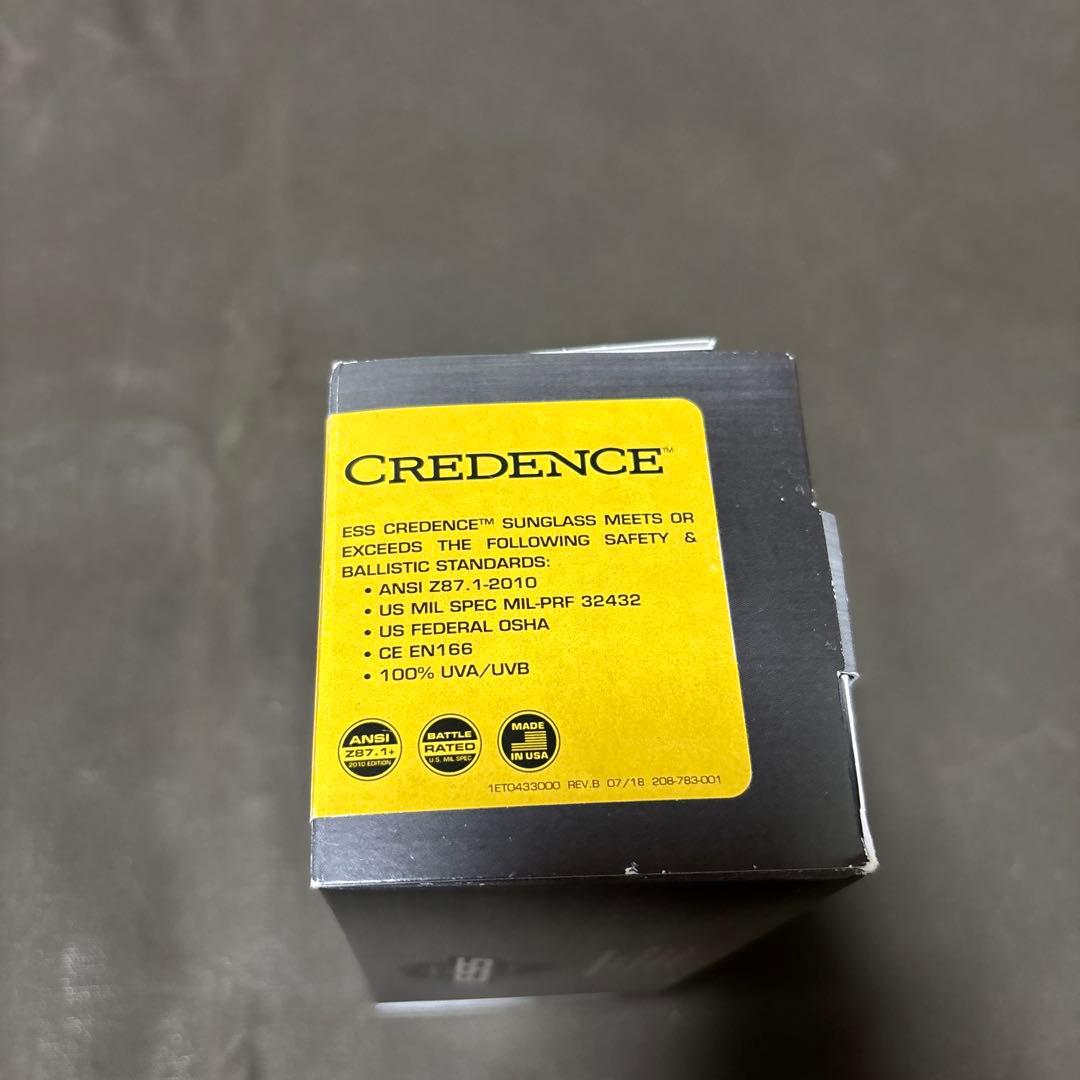 CREDENCE™
ESS CREDENCE™ SUNGLASS MEETS OR
EXCEEDS THE FOLLOWING SAFETY &
BALLISTIC STANDARDS:
• ANSI Z87.1-2010
• US MIL SPEC MIL-PRF 32432
• US FEDERAL OSHA
• CE EN166
• 100% UVA/UVB
ANSI
Z87.1+
2010 EDITION
BATTLE
RATED
U.S. MIL SPEC
MADE
IN USA
1ET0433000 REV.B 07/18 208-783-001